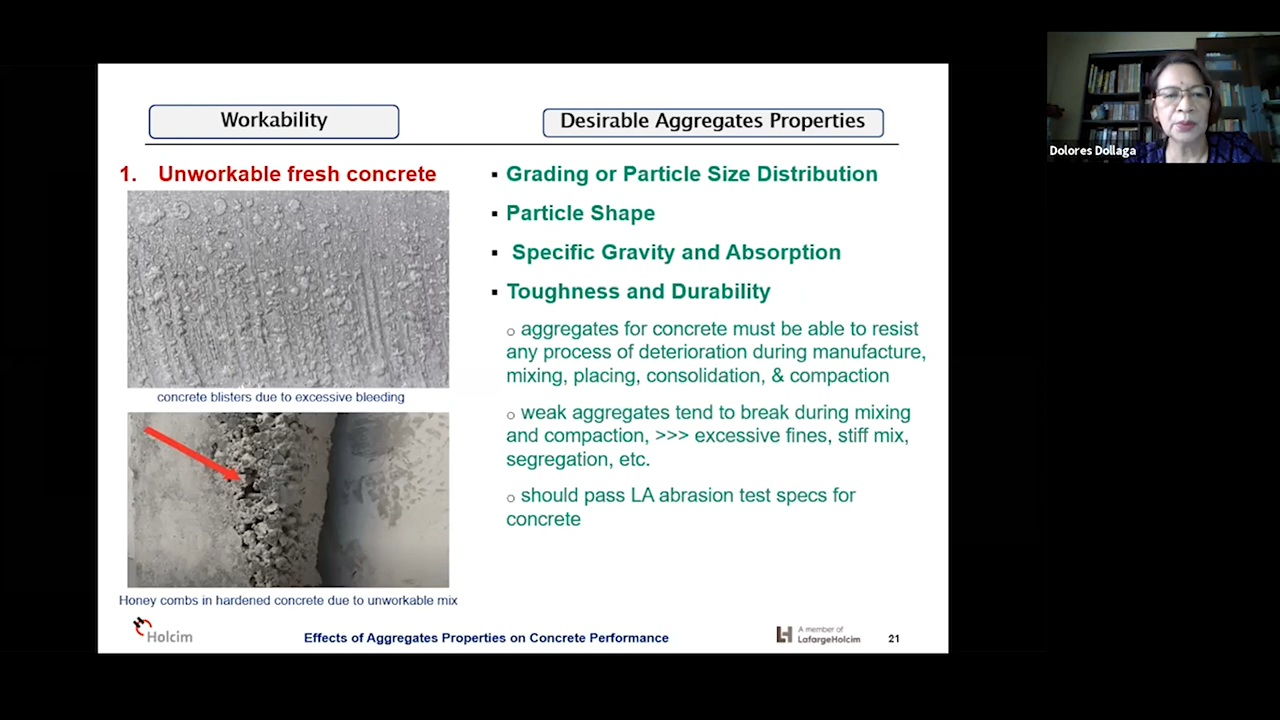 Workability
Desirable Aggregates Properties
1. Unworkable fresh concrete
concrete blisters due to excessive bleeding
Honey combs in hardened concrete due to unworkable mix
▪ Grading or Particle Size Distribution
▪ Particle Shape
▪ Specific Gravity and Absorption
▪ Toughness and Durability
o aggregates for concrete must be able to resist
any process of deterioration during manufacture,
mixing, placing, consolidation, & compaction
o weak aggregates tend to break during mixing
and compaction, >>> excessive fines, stiff mix,
segregation, etc.
o should pass LA abrasion test specs for
concrete
Holcim
Effects of Aggregates Properties on Concrete Performance
A member of
LafargeHolcim
21
Dolores Dollaga